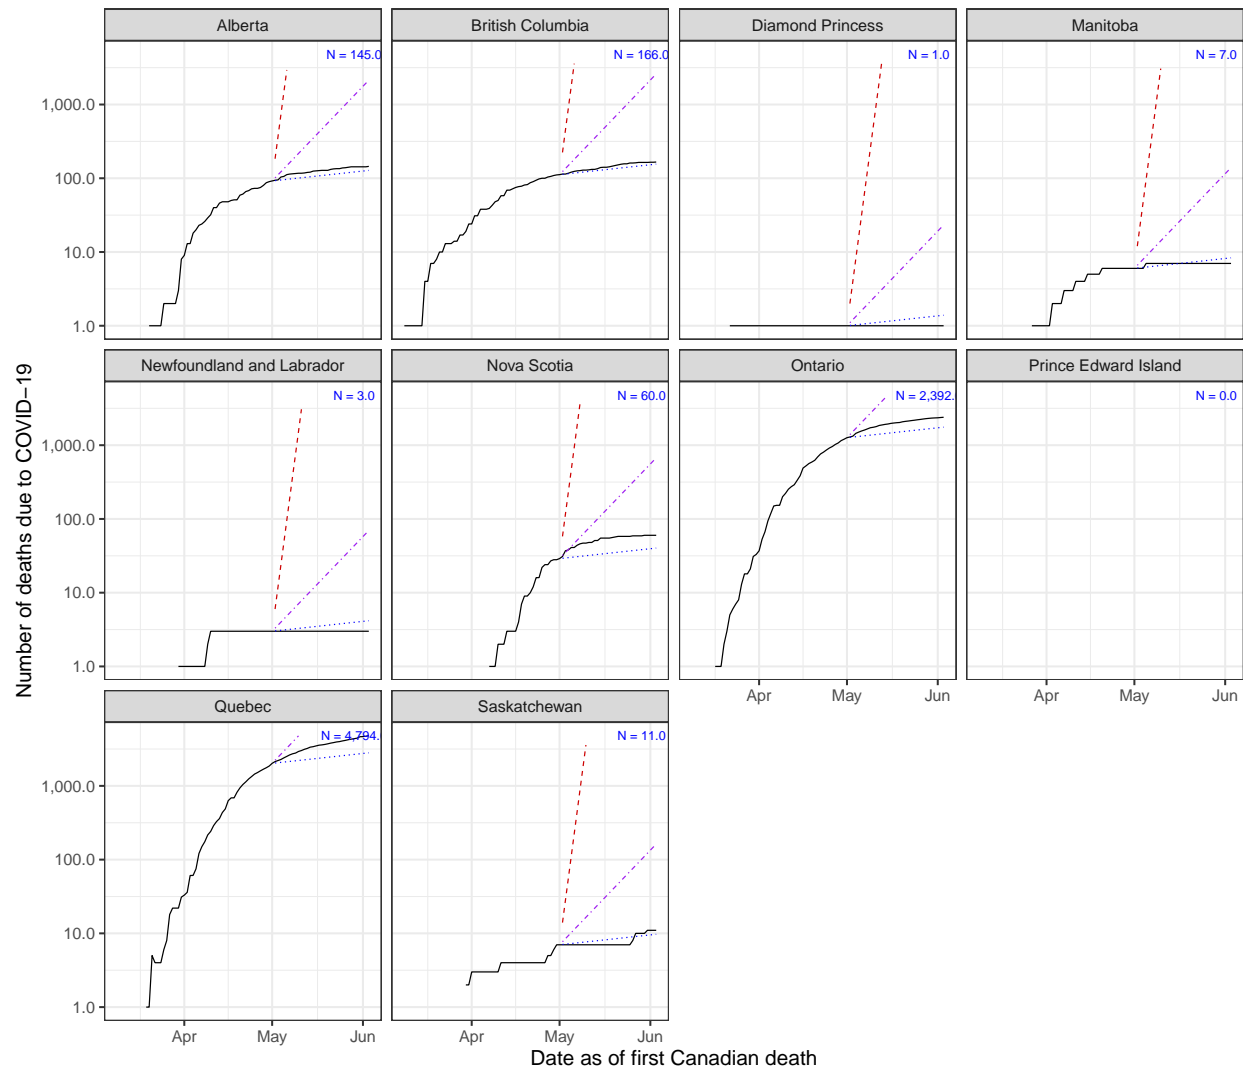 Number of deaths due to COVID−19
Alberta
British Columbia
Diamond Princess
Manitoba
N = 145.0
N = 166.0
N = 1.0
N = 7.0
1,000.0
100.0
10.0
1.0
Newfoundland and Labrador
Nova Scotia
Ontario
Prince Edward Island
N = 3.0
N = 60.0
N = 2,392.
N = 0.0
1,000.0
100.0
10.0
1.0
Apr May Jun
Apr May Jun
Quebec
Saskatchewan
N = 4,794.
N = 11.0
1,000.0
100.0
10.0
1.0
Apr May Jun
Apr May Jun
Date as of first Canadian death